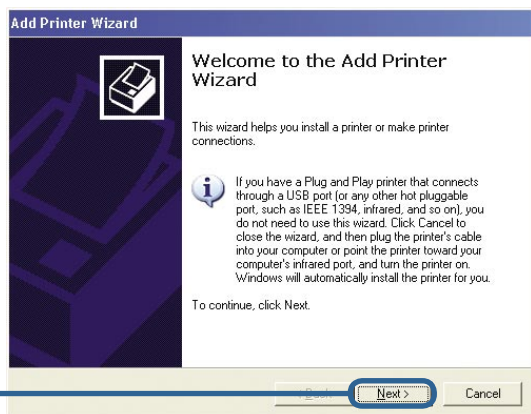 Add Printer Wizard
Welcome to the Add Printer
Wizard
This wizard helps you install a printer or make printer
connections.
If you have a Plug and Play printer that connects
through a USB port (or any other hot pluggable
port, such as IEEE 1394, infrared, and so on), you
do not need to use this wizard. Click Cancel to
close the wizard, and then plug the printer's cable
into your computer or point the printer toward your
computer's infrared port, and turn the printer on.
Windows will automatically install the printer for you.
To continue, click Next.
Next > Cancel